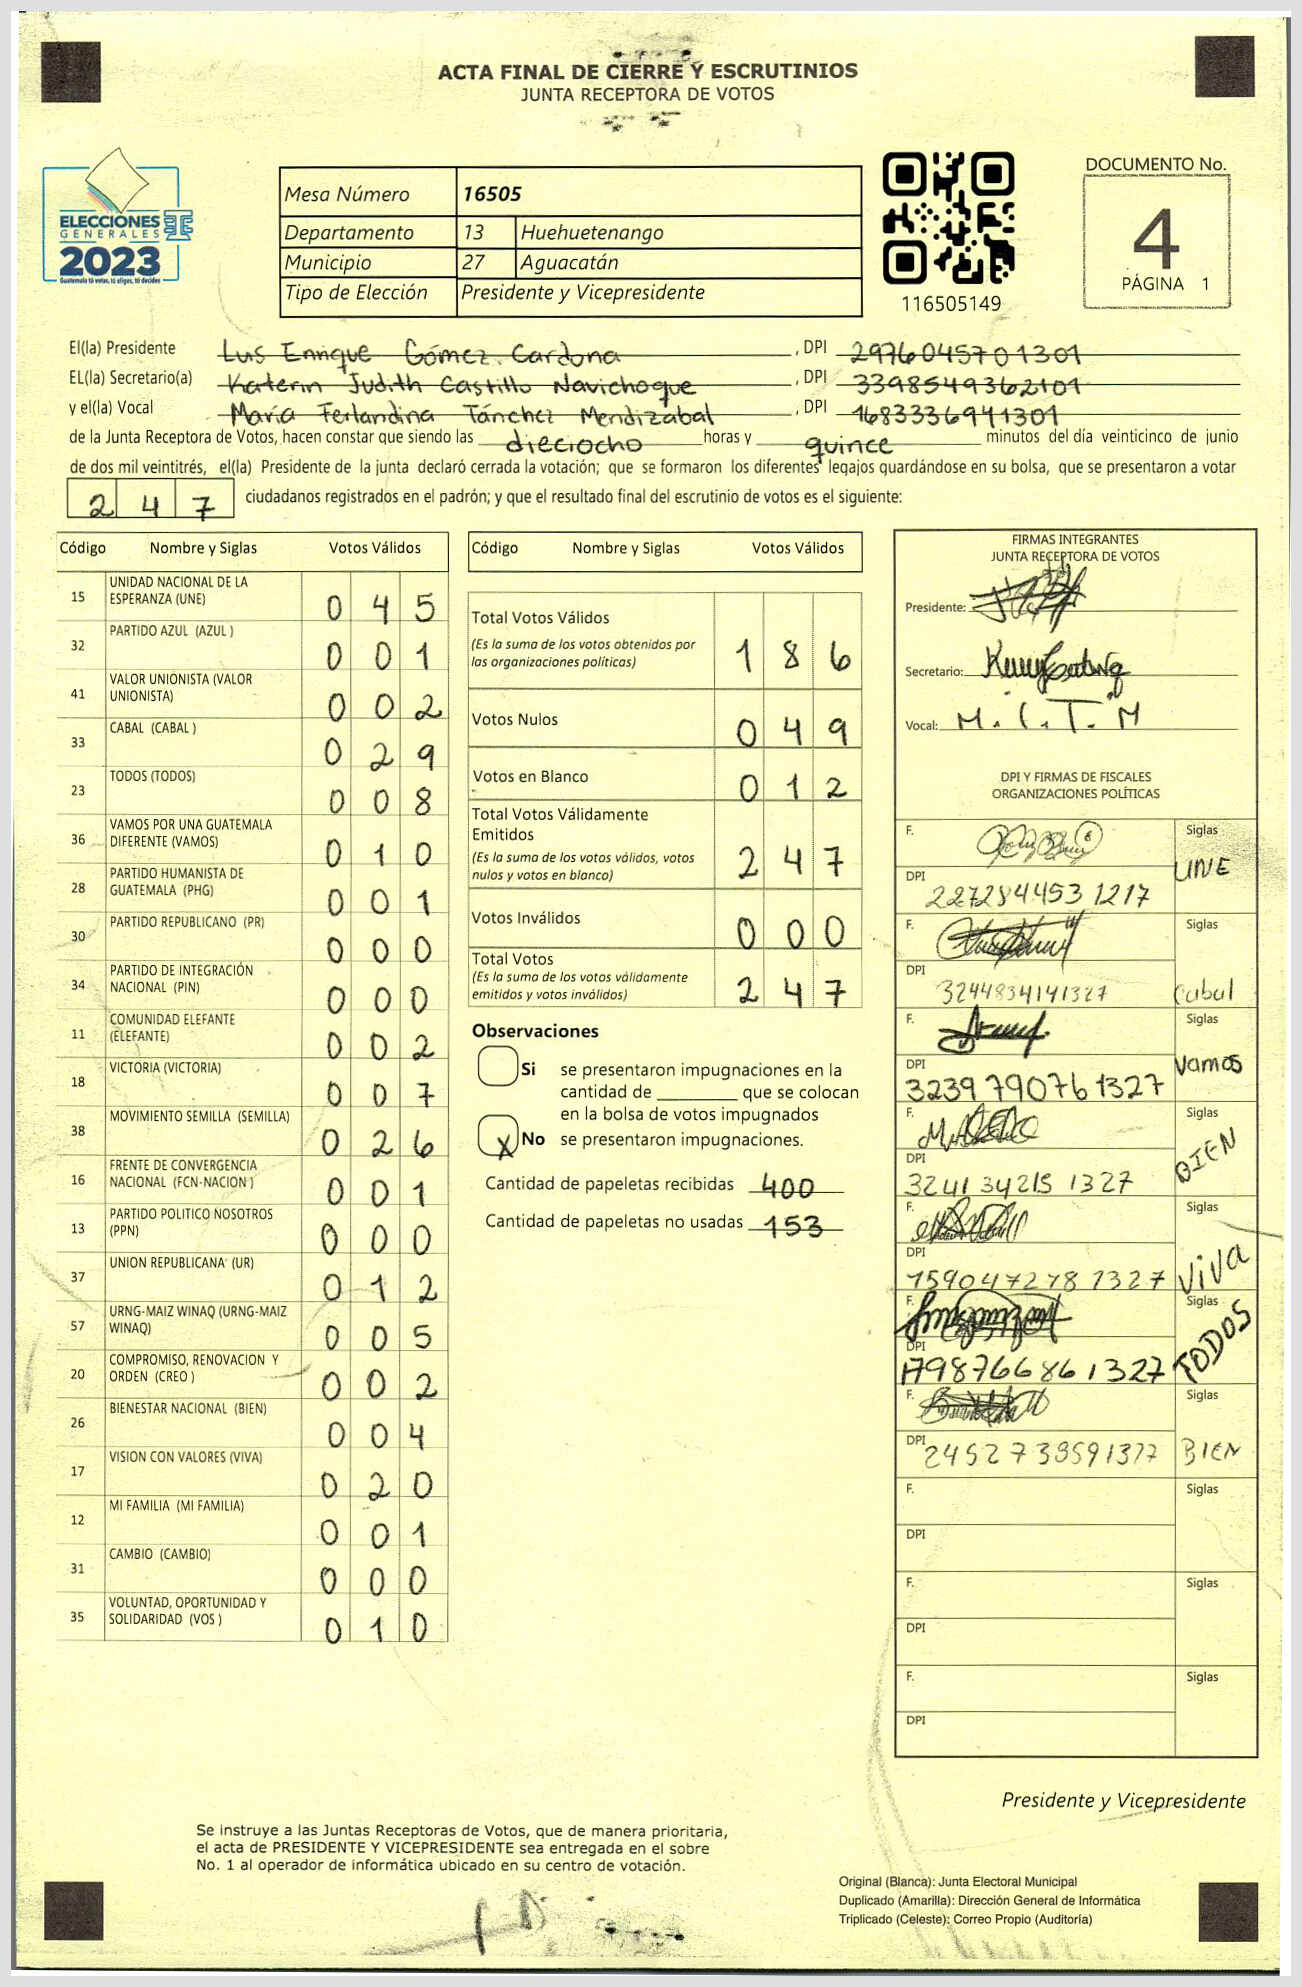 ACTA FINAL DE CIERRE Y ESCRUTINIOS
JUNTA RECEPTORA DE VOTOS
ELECCIONES
GENERALES
2023
Guatemala tú votas, tú eliges, tú decides
Mesa Número 16505
Departamento 13 Huehuetenango
Municipio 27 Aguacatán
Tipo de Elección Presidente y Vicepresidente
116505149
DOCUMENTO No.
4
PÁGINA 1
El(la) Presidente Luis Enrique Gómez Cardona, DPI 2976045701301
EL(la) Secretario(a) Katerin Judith Castillo Navichoque, DPI 3398549362101
y el(la) Vocal María Ferlandina Tánchez Mendizabal, DPI 1683336941301
de la Junta Receptora de Votos, hacen constar que siendo las dieciocho horas y quince minutos del día veinticinco de junio
de dos mil veintitrés, el(la) Presidente de la junta declaró cerrada la votación; que se formaron los diferentes legajos guardándose en su bolsa, que se presentaron a votar
2 4 7 ciudadanos registrados en el padrón; y que el resultado final del escrutinio de votos es el siguiente:
Código Nombre y Siglas Votos Válidos
15 UNIDAD NACIONAL DE LA
ESPERANZA (UNE) 0 4 5
32 PARTIDO AZUL (AZUL ) 0 0 1
41 VALOR UNIONISTA (VALOR
UNIONISTA) 0 0 2
33 CABAL (CABAL ) 0 2 9
23 TODOS (TODOS) 0 0 8
36 VAMOS POR UNA GUATEMALA
DIFERENTE (VAMOS) 0 1 0
28 PARTIDO HUMANISTA DE
GUATEMALA (PHG) 0 0 1
30 PARTIDO REPUBLICANO (PR) 0 0 0
34 PARTIDO DE INTEGRACIÓN
NACIONAL (PIN) 0 0 0
11 COMUNIDAD ELEFANTE
(ELEFANTE) 0 0 2
18 VICTORIA (VICTORIA) 0 0 7
38 MOVIMIENTO SEMILLA (SEMILLA) 0 2 6
16 FRENTE DE CONVERGENCIA
NACIONAL (FCN-NACION ) 0 0 1
13 PARTIDO POLITICO NOSOTROS
(PPN) 0 0 0
37 UNION REPUBLICANA (UR) 0 1 2
57 URNG-MAIZ WINAQ (URNG-MAIZ
WINAQ) 0 0 5
20 COMPROMISO, RENOVACION Y
ORDEN (CREO ) 0 0 2
26 BIENESTAR NACIONAL (BIEN) 0 0 4
17 VISION CON VALORES (VIVA) 0 2 0
12 MI FAMILIA (MI FAMILIA) 0 0 1
31 CAMBIO (CAMBIO) 0 0 0
35 VOLUNTAD, OPORTUNIDAD Y
SOLIDARIDAD (VOS ) 0 1 0
Código Nombre y Siglas Votos Válidos
Total Votos Válidos
(Es la suma de los votos obtenidos por
las organizaciones políticas) 1 8 6
Votos Nulos 0 4 9
Votos en Blanco 0 1 2
Total Votos Válidamente
Emitidos
(Es la suma de los votos válidos, votos
nulos y votos en blanco) 2 4 7
Votos Inválidos 0 0 0
Total Votos
(Es la suma de los votos válidamente
emitidos y votos inválidos) 2 4 7
Observaciones
Si se presentaron impugnaciones en la
cantidad de ________ que se colocan
en la bolsa de votos impugnados
X No se presentaron impugnaciones.
Cantidad de papeletas recibidas 400
Cantidad de papeletas no usadas 153
FIRMAS INTEGRANTES
JUNTA RECEPTORA DE VOTOS
Presidente:
Secretario:
Vocal: M. I. T. M
DPI Y FIRMAS DE FISCALES
ORGANIZACIONES POLÍTICAS
F. Siglas
UNE
DPI
227284453 1217
F. Siglas
DPI
3244834141327 Cabal
F. Siglas
DPI Vamos
3239790761327
F. Siglas
BIEN
DPI
3241 34215 1327
F. Siglas
DPI VIVA
1590472781327
F. Siglas
DPI TODOS
1798766861327
F. Siglas
DPI BIEN
F. Siglas
DPI
F. Siglas
DPI
F. Siglas
DPI
Presidente y Vicepresidente
Se instruye a las Juntas Receptoras de Votos, que de manera prioritaria,
el acta de PRESIDENTE Y VICEPRESIDENTE sea entregada en el sobre
No. 1 al operador de informática ubicado en su centro de votación.
Original (Blanca): Junta Electoral Municipal
Duplicado (Amarilla): Dirección General de Informática
Triplicado (Celeste): Correo Propio (Auditoría)